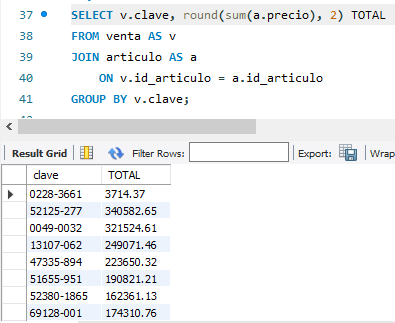 37 SELECT v.clave, round(sum(a.precio), 2) TOTAL
38 FROM venta AS v
39 JOIN articulo AS a
40 ON v.id_articulo = a.id_articulo
41 GROUP BY v.clave;
Result Grid Filter Rows: Export: Wrap
clave TOTAL
0228-3661 3714.37
52125-277 340582.65
0049-0032 321524.61
13107-062 249071.46
47335-894 223650.32
51655-951 190821.21
52380-1865 162361.13
69128-001 174310.76